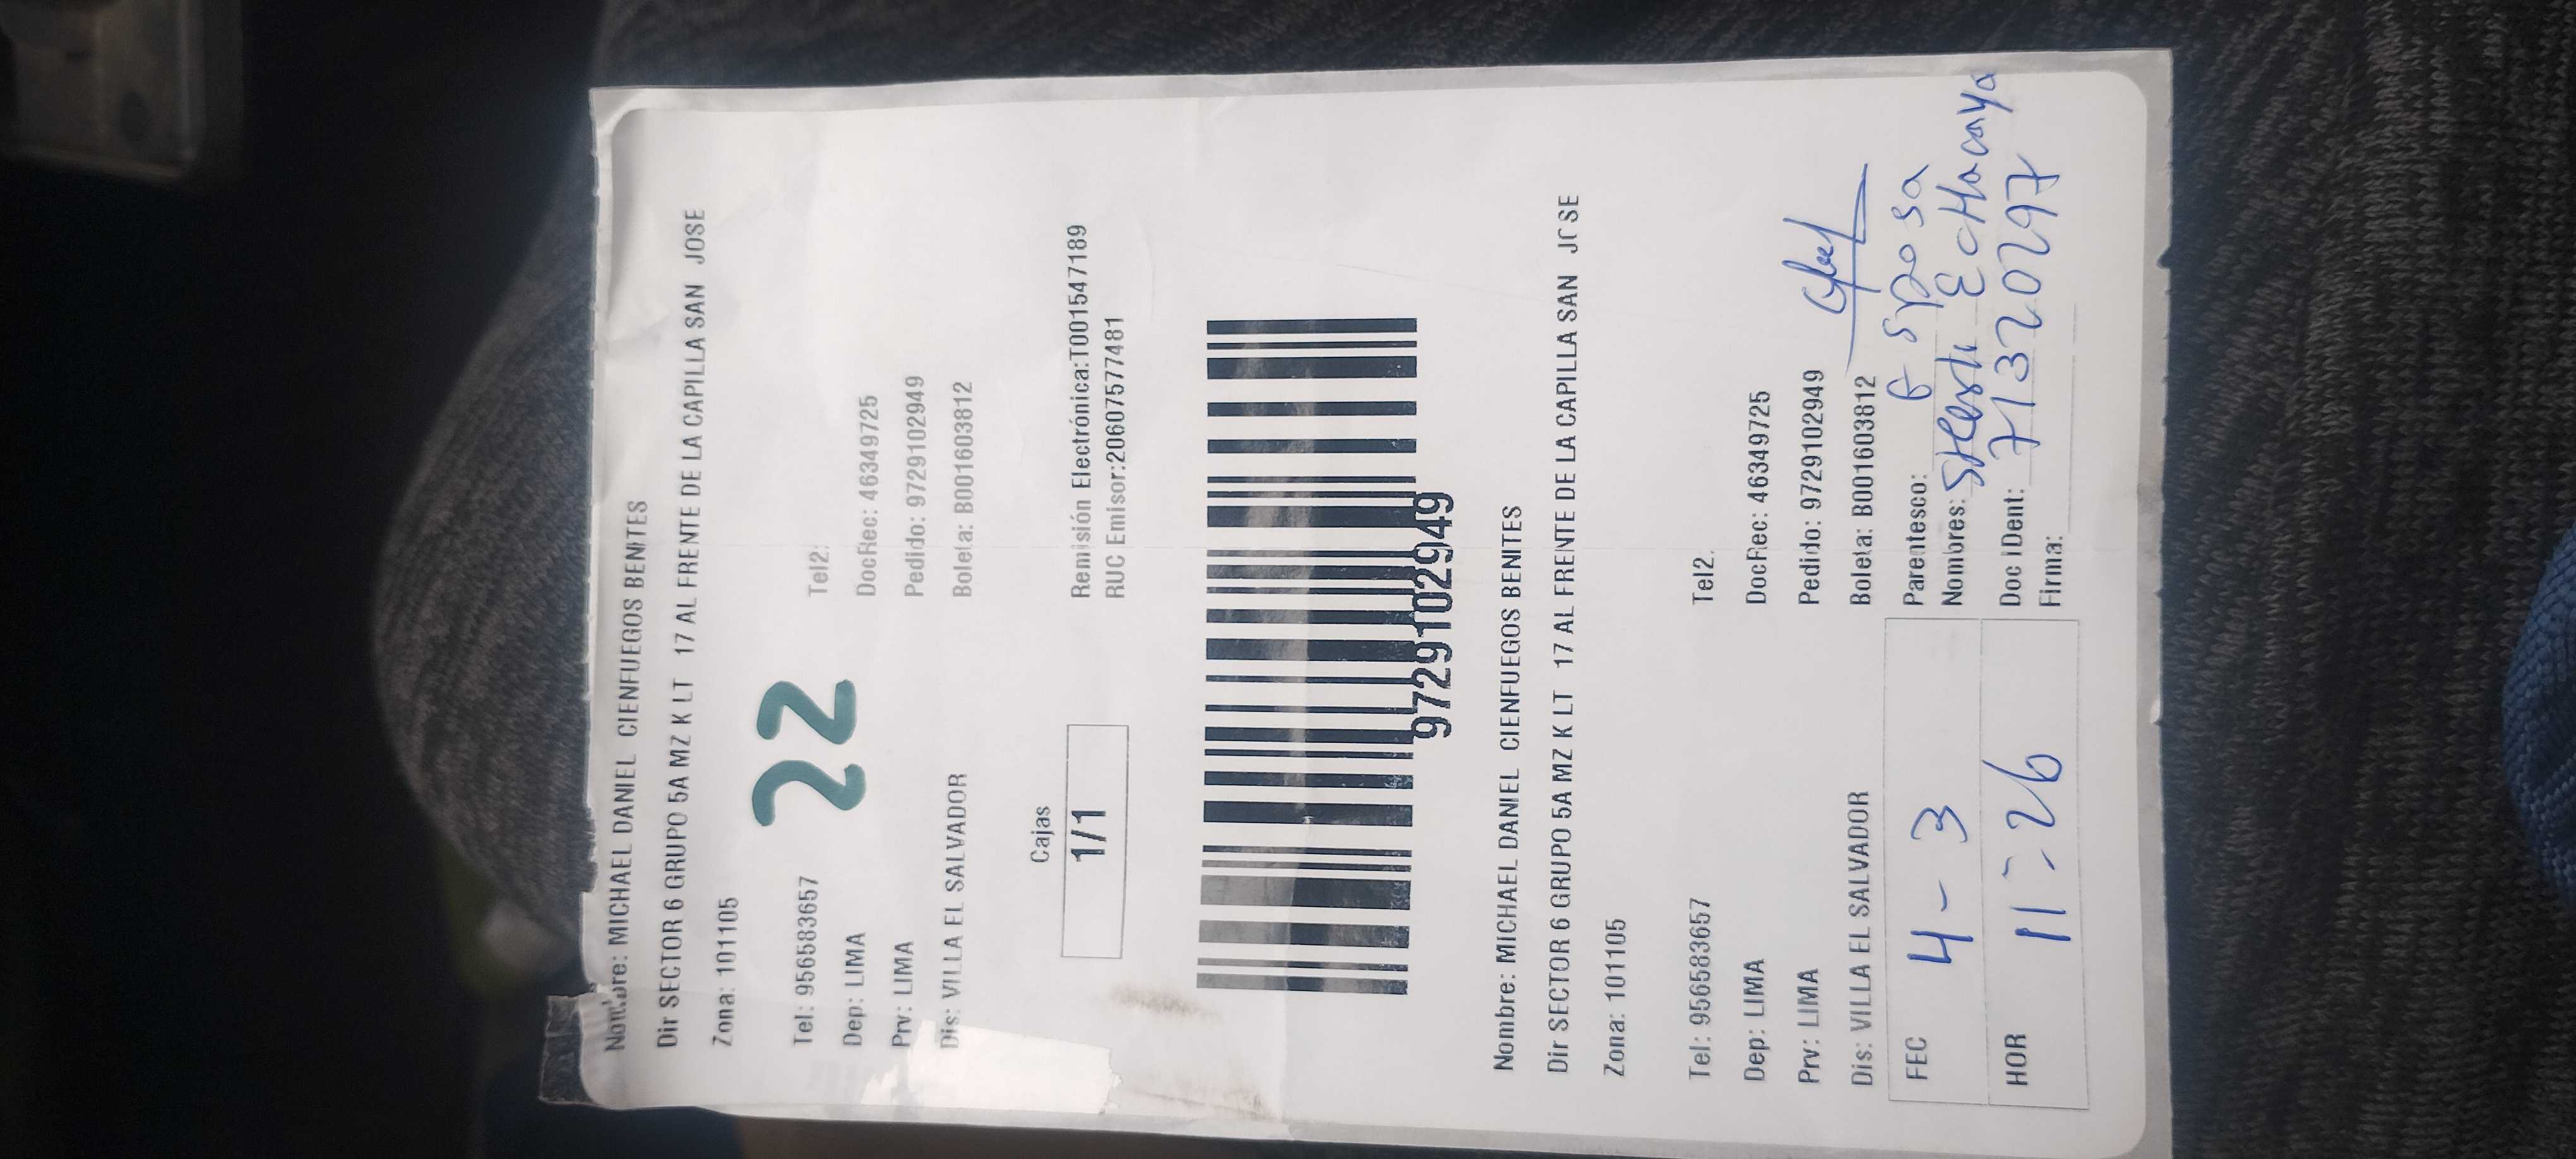 Nombre: MICHAEL DANIEL CIENFUEGOS BENITES
Dir SECTOR 6 GRUPO 5A MZ K LT 17 AL FRENTE DE LA CAPILLA SAN JOSE
Zona: 101105
22
Tel: 956583657 Tel2:
Dep: LIMA DocRec: 46349725
Prv: LIMA Pedido: 97291102949
Dis: VILLA EL SALVADOR Boleta: B001603812
Cajas
1/1
Remisión Electrónica:T001547189
RUC Emisor:20607577481
97291102949
Nombre: MICHAEL DANIEL CIENFUEGOS BENITES
Dir SECTOR 6 GRUPO 5A MZ K LT 17 AL FRENTE DE LA CAPILLA SAN JOSE
Zona: 101105
Tel: 956583657 Tel2:
Dep: LIMA DocRec: 46349725
Prv: LIMA Pedido: 97291102949
Dis: VILLA EL SALVADOR Boleta: B001603812
FEC 4-3 Parentesco: Esposa
Nombres: Echacaya
HOR 11:26 Doc iDent: 71320297
Firma: